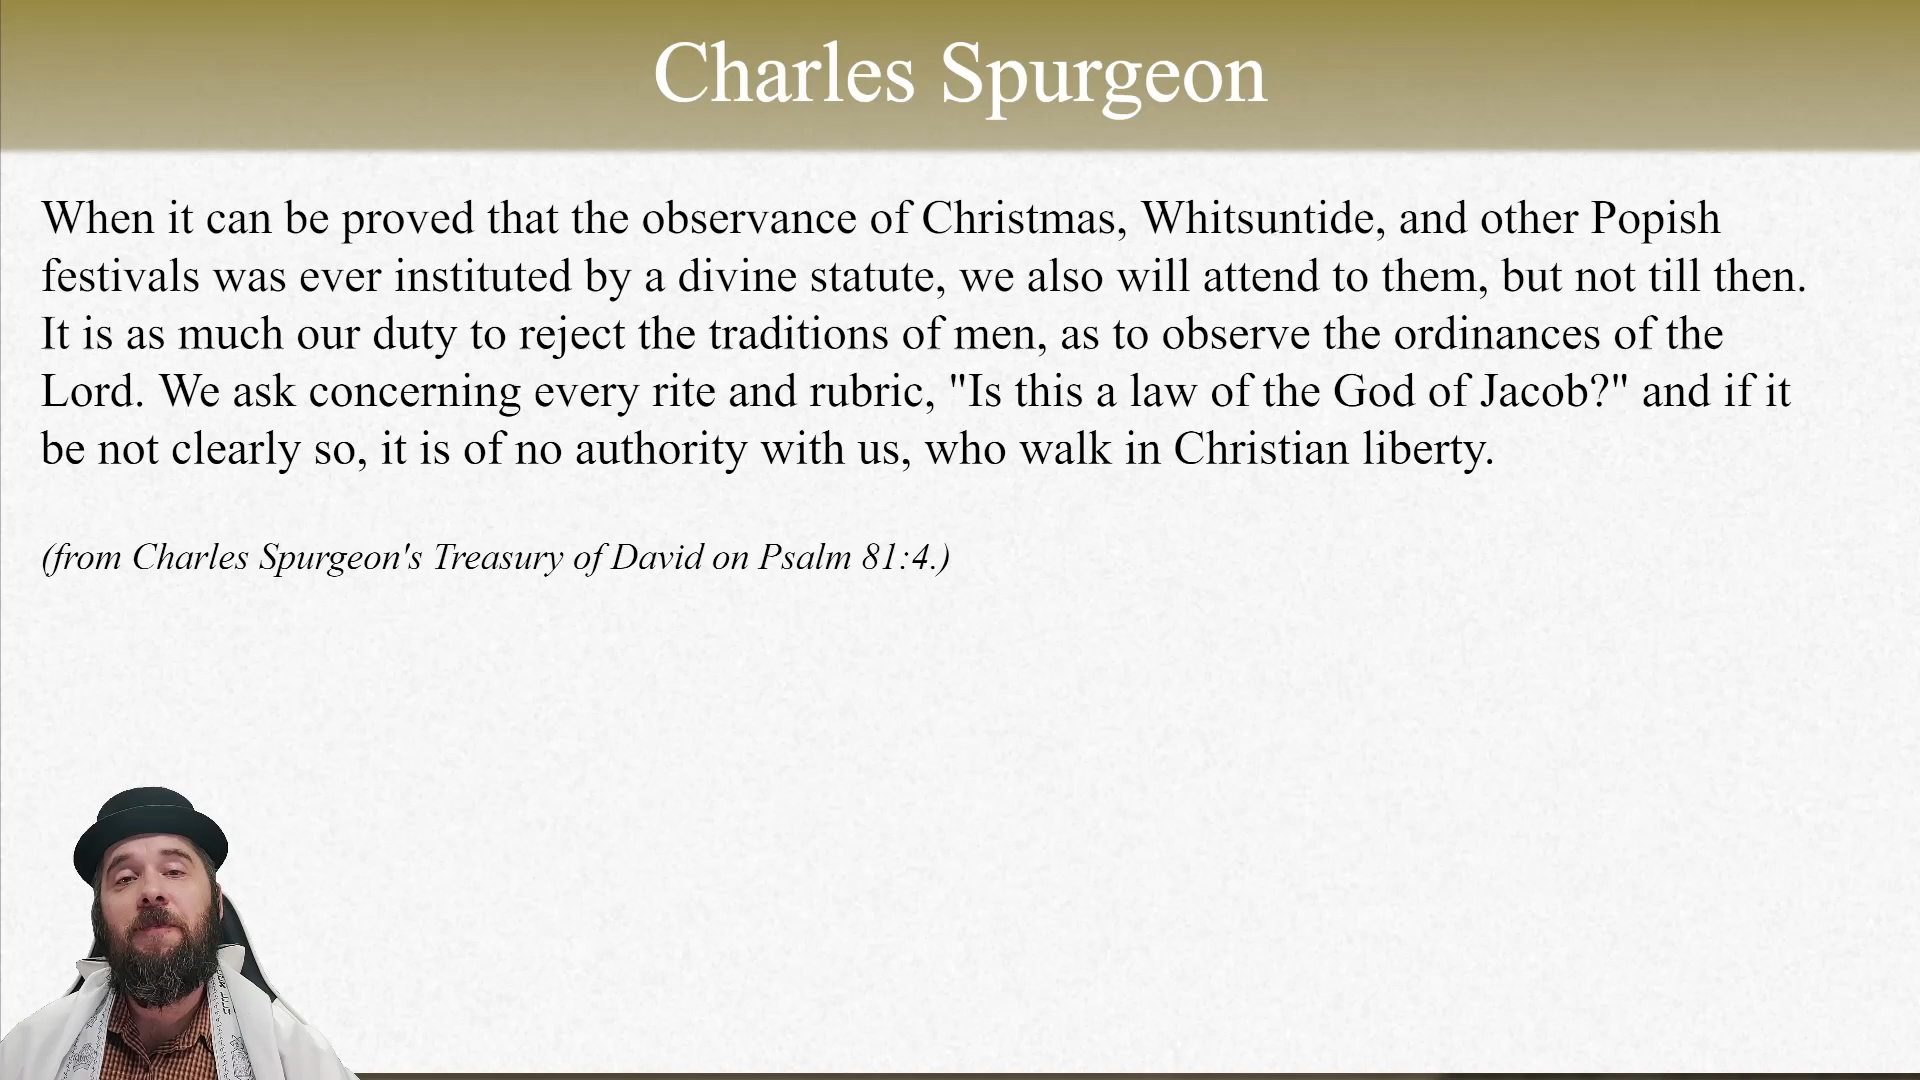 Charles Spurgeon
When it can be proved that the observance of Christmas, Whitsuntide, and other Popish
festivals was ever instituted by a divine statute, we also will attend to them, but not till then.
It is as much our duty to reject the traditions of men, as to observe the ordinances of the
Lord. We ask concerning every rite and rubric, "Is this a law of the God of Jacob?" and if it
be not clearly so, it is of no authority with us, who walk in Christian liberty.
(from Charles Spurgeon's Treasury of David on Psalm 81:4.)